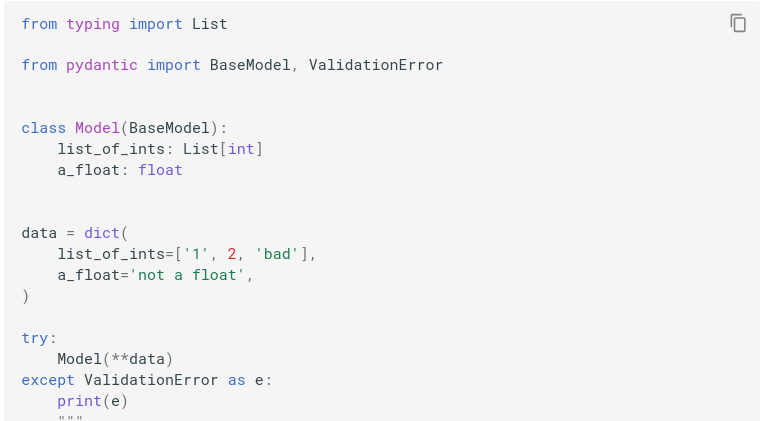 from typing import List
from pydantic import BaseModel, ValidationError
class Model(BaseModel):
    list_of_ints: List[int]
    a_float: float
data = dict(
    list_of_ints=['1', 2, 'bad'],
    a_float='not a float',
)
try:
    Model(**data)
except ValidationError as e:
    print(e)
    """